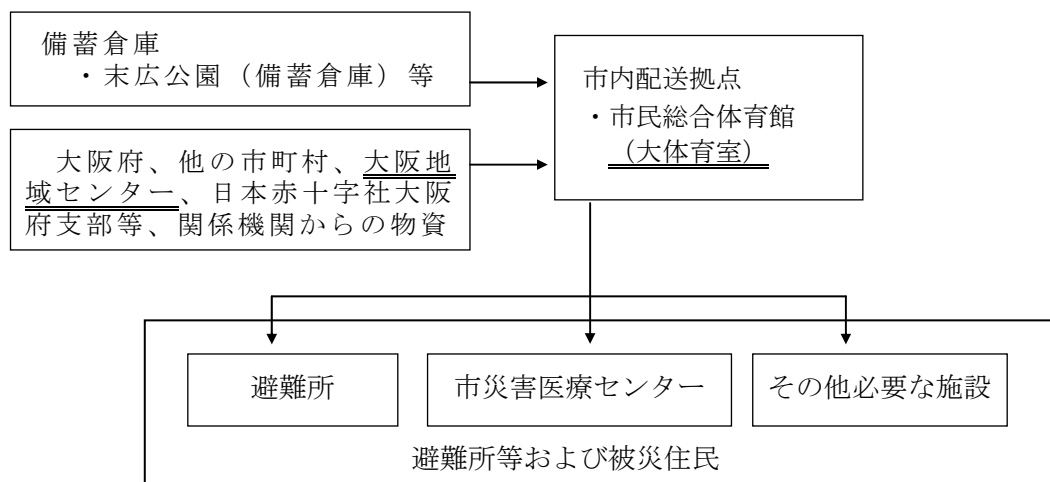 備蓄倉庫
・末広公園（備蓄倉庫）等
大阪府、他の市町村、大阪地
域センター、日本赤十字社大阪
府支部等、関係機関からの物資
市内配送拠点
・市民総合体育館
（大体育室）
避難所
市災害医療センター
その他必要な施設
避難所等および被災住民